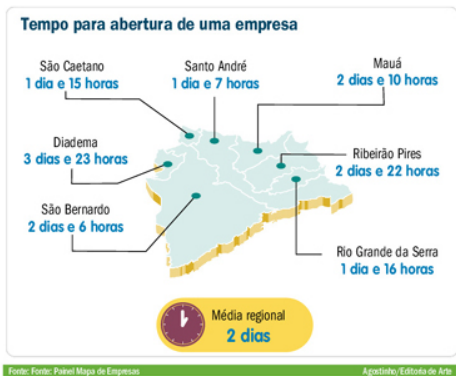 Tempo para abertura de uma empresa
São Caetano
1 dia e 15 horas
Santo André
1 dia e 7 horas
Mauá
2 dias e 10 horas
Diadema
3 dias e 23 horas
Ribeirão Pires
2 dias e 22 horas
São Bernardo
2 dias e 6 horas
Rio Grande da Serra
1 dia e 16 horas
Média regional
2 dias
Fonte: Fonte: Painel Mapa de Empresas
Agostinho/Editoria de Arte